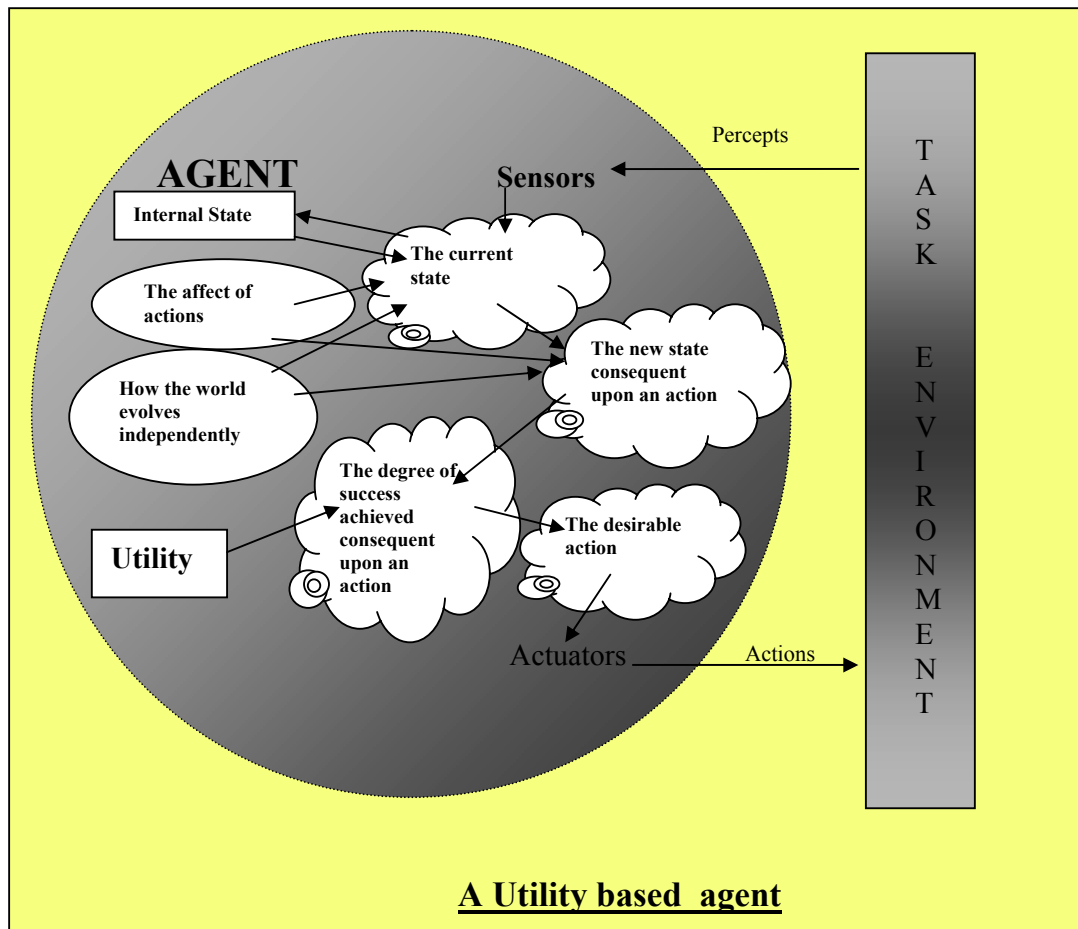 Percepts
AGENT
Sensors
Internal State
The current
state
The affect of
actions
The new state
consequent
upon an action
How the world
evolves
independently
The degree of
success
achieved
consequent
upon an
action
The desirable
action
Utility
Actuators
Actions
TASK ENVIRONMENT
A Utility based agent